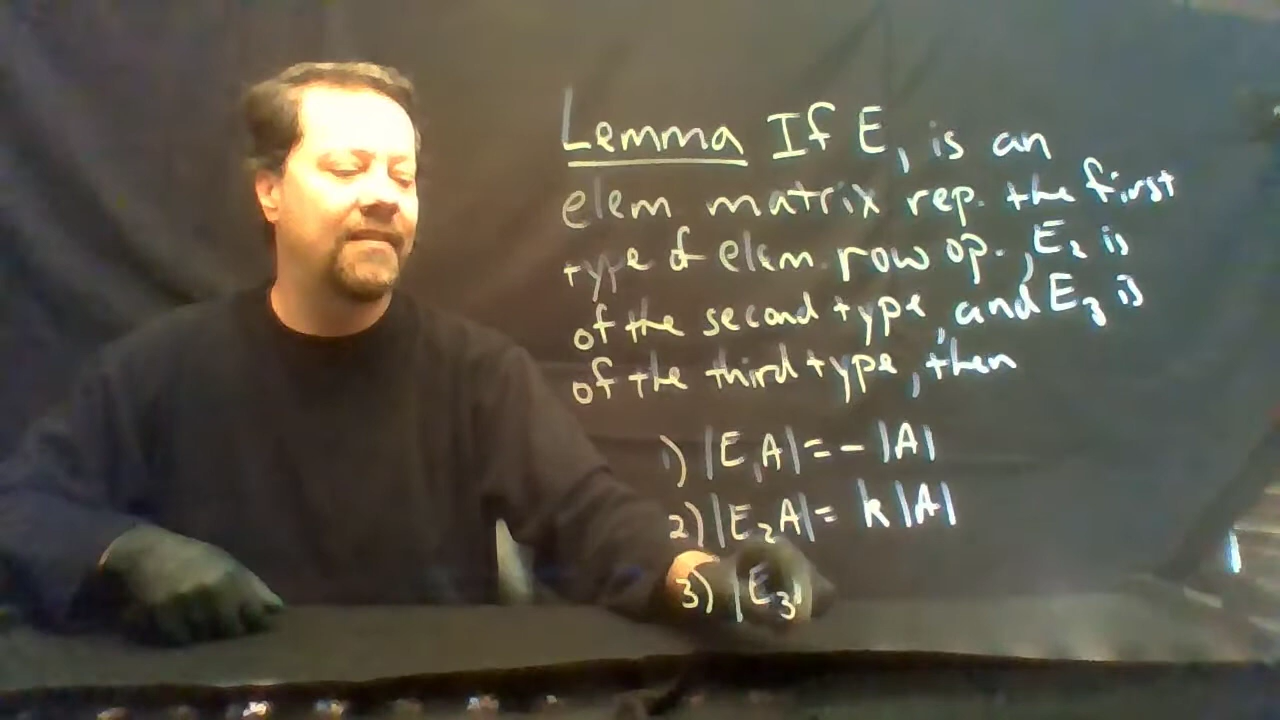 Lemma If E₁ is an
elem matrix rep. the first
type of elem. row op., E₂ is
of the second type, and E₃ is
of the third type, then
1) |E₁A| = - |A|
2) |E₂A| = k |A|
3) |E₃